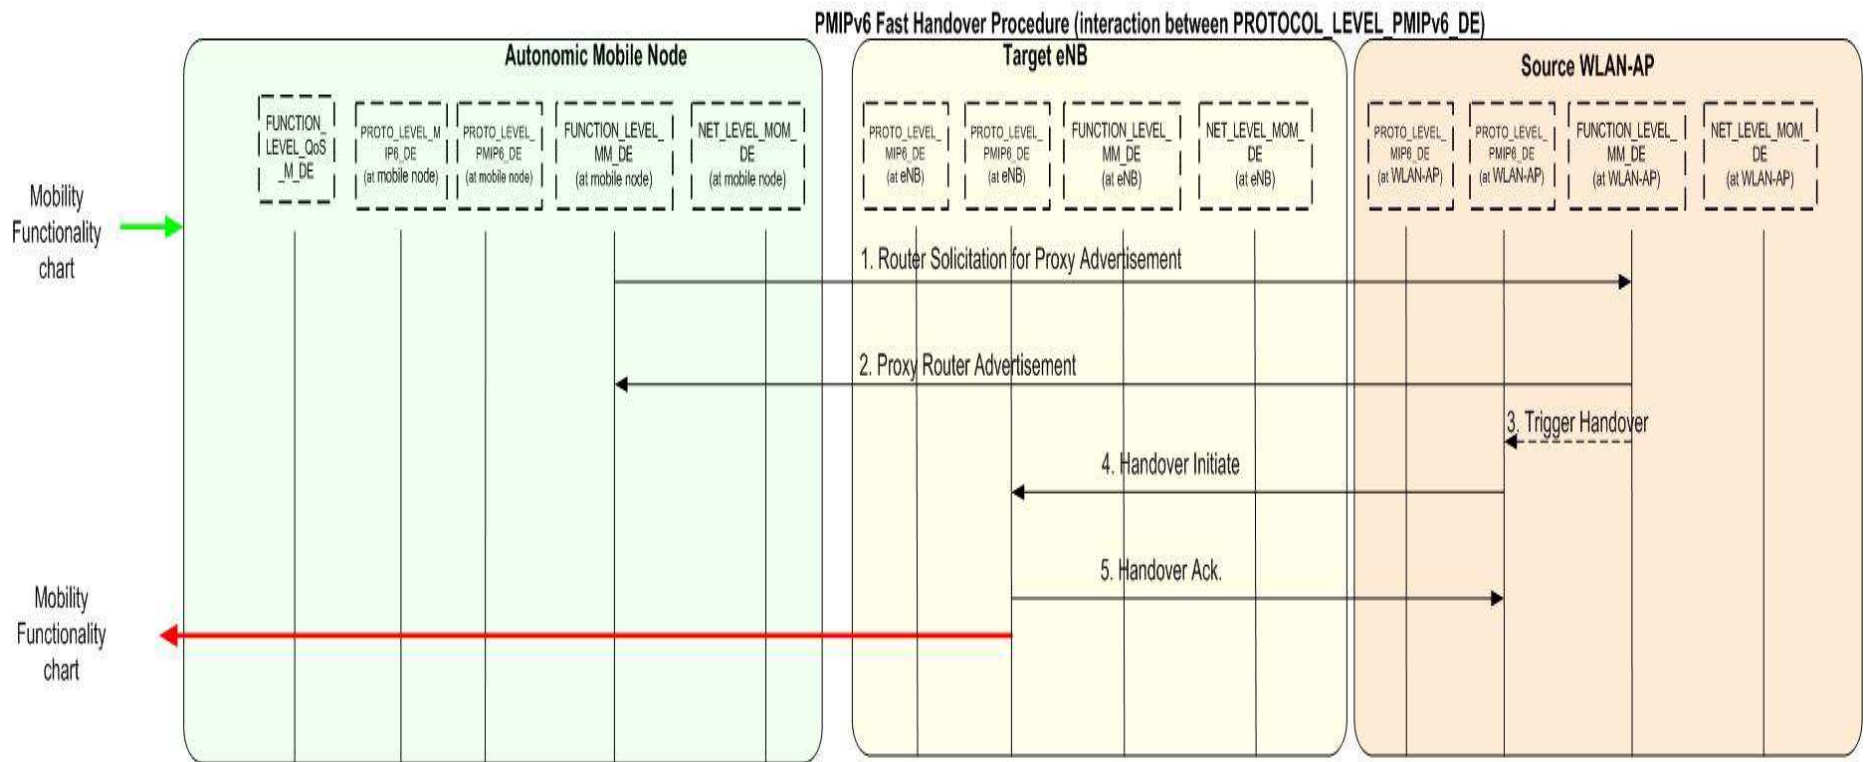 PMIPv6 Fast Handover Procedure (interaction between PROTOCOL_LEVEL_PMIPv6_DE)
Autonomic Mobile Node
Target eNB
Source WLAN-AP
FUNCTION_
LEVEL_QoS
_M_DE
PROTO_LEVEL_M
IP6_DE
(at mobile node)
PROTO_LEVEL_
PMIP6_DE
(at mobile node)
FUNCTION_LEVEL_
MM_DE
(at mobile node)
NET_LEVEL_MOM_
DE
(at mobile node)
PROTO_LEVEL_
MIP6_DE
(at eNB)
PROTO_LEVEL_
PMIP6_DE
(at eNB)
FUNCTION_LEVEL_
MM_DE
(at eNB)
NET_LEVEL_MOM_
DE
(at eNB)
PROTO_LEVEL_
MIP6_DE
(at WLAN-AP)
PROTO_LEVEL_
PMIP6_DE
(at WLAN-AP)
FUNCTION_LEVEL_
MM_DE
(at WLAN-AP)
NET_LEVEL_MOM_
DE
(at WLAN-AP)
Mobility
Functionality
chart
1. Router Solicitation for Proxy Advertisement
2. Proxy Router Advertisement
3. Trigger Handover
4. Handover Initiate
5. Handover Ack.
Mobility
Functionality
chart